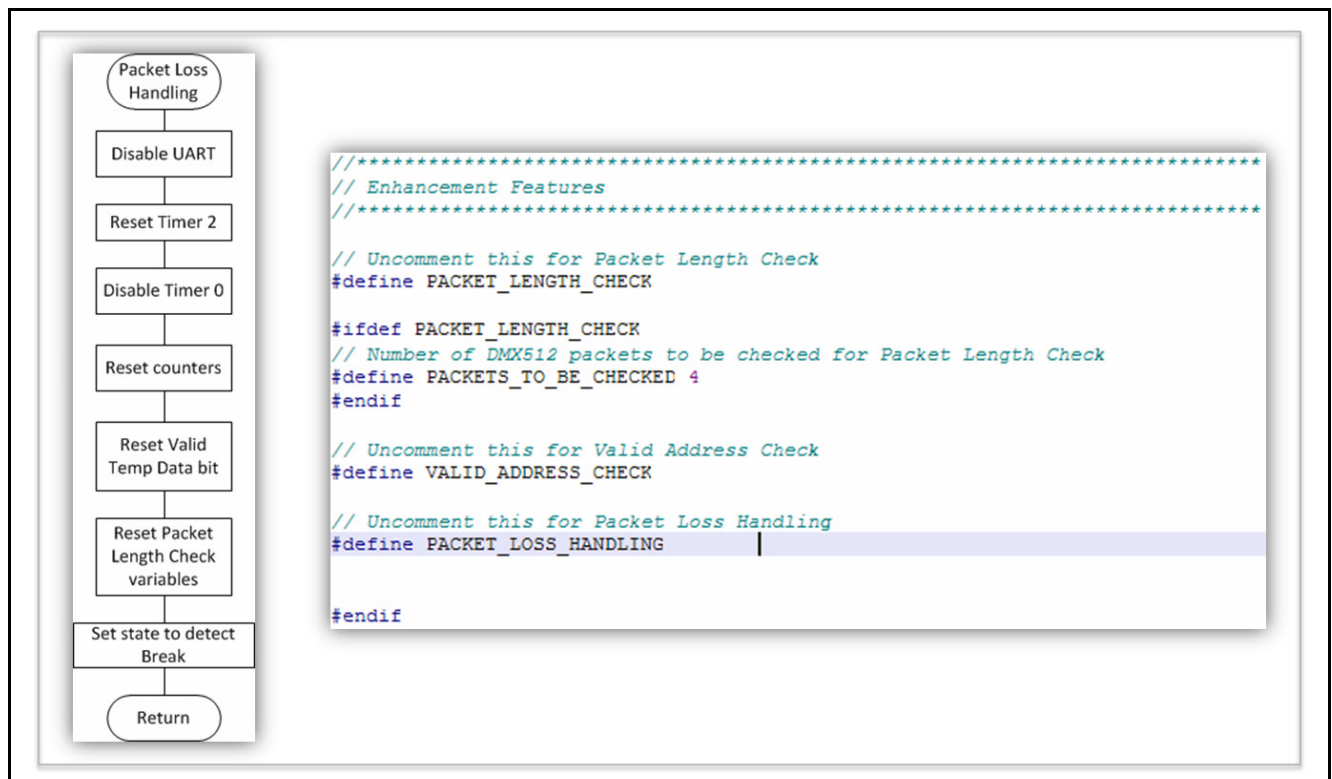 Packet Loss
Handling
Disable UART
Reset Timer 2
Disable Timer 0
Reset counters
Reset Valid
Temp Data bit
Reset Packet
Length Check
variables
Set state to detect
Break
Return
//****************************************************************************
// Enhancement Features
//****************************************************************************
// Uncomment this for Packet Length Check
#define PACKET_LENGTH_CHECK
#ifdef PACKET_LENGTH_CHECK
// Number of DMX512 packets to be checked for Packet Length Check
#define PACKETS_TO_BE_CHECKED 4
#endif
// Uncomment this for Valid Address Check
#define VALID_ADDRESS_CHECK
// Uncomment this for Packet Loss Handling
#define PACKET_LOSS_HANDLING
#endif